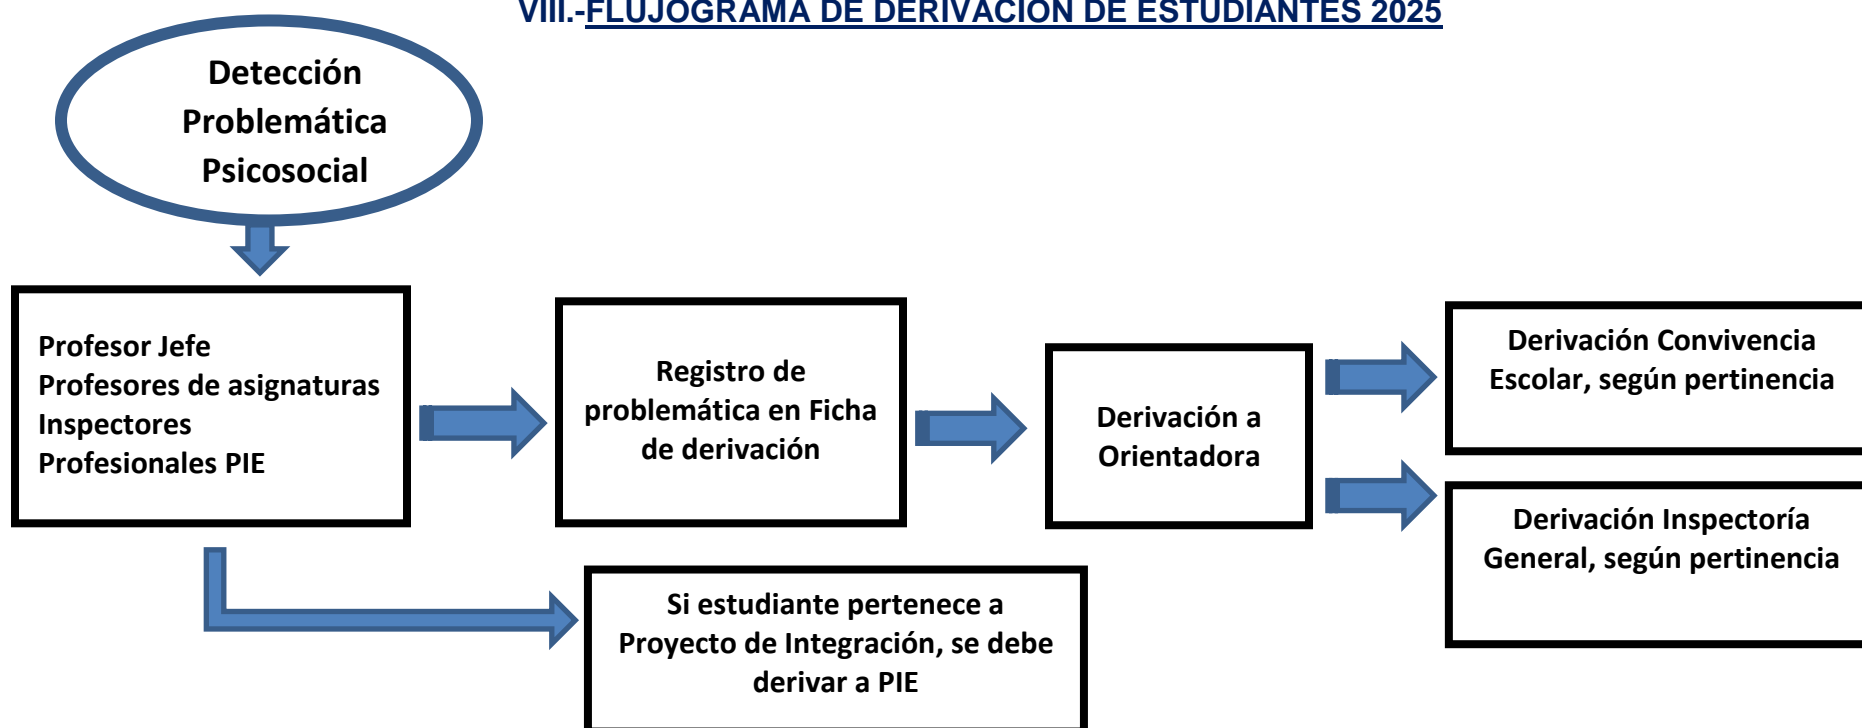 VIII.-FLUJOGRAMA DE DERIVACIÓN DE ESTUDIANTES 2025
Detección
Problemática
Psicosocial
Profesor Jefe
Profesores de asignaturas
Inspectores
Profesionales PIE
Registro de
problemática en Ficha
de derivación
Derivación a
Orientadora
Derivación Convivencia
Escolar, según pertinencia
Derivación Inspectoría
General, según pertinencia
Si estudiante pertenece a
Proyecto de Integración, se debe
derivar a PIE